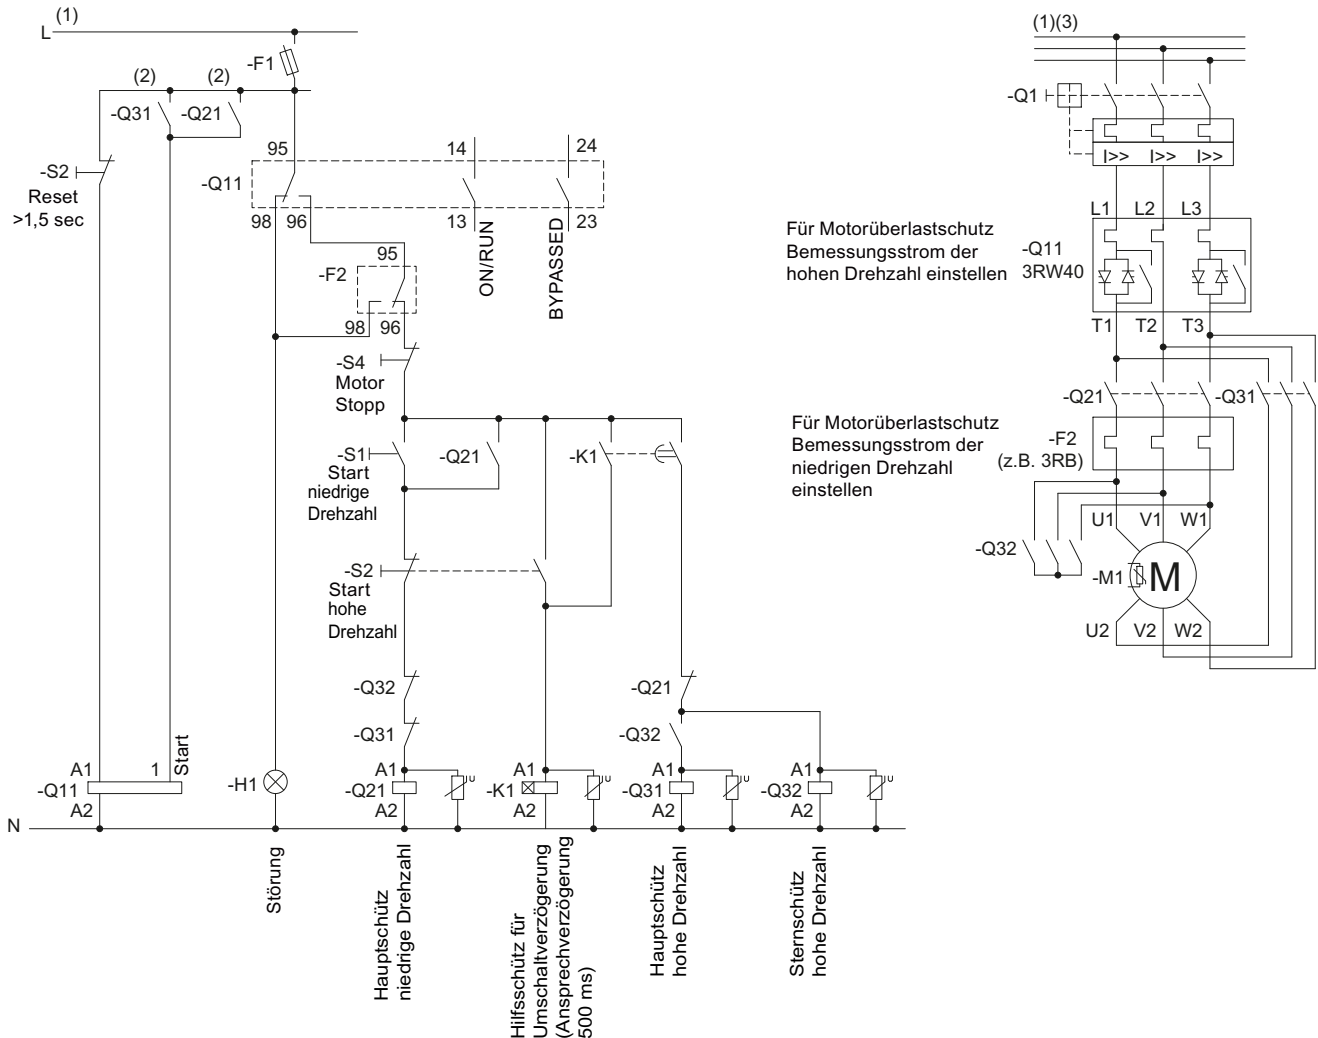 (1)
L
-F1
(2)
(2)
-Q31
-Q21
-S2
Reset
>1,5 sec
95
14
24
-Q11
98
96
13
23
ON/RUN
BYPASSED
95
-F2
98
96
-S4
Motor
Stopp
-S1
Start
niedrige
Drehzahl
-Q21
-K1
-S2
Start
hohe
Drehzahl
-Q32
-Q31
-Q21
-Q32
A1
1
Start
-Q11
A2
-H1
A1
-Q21
A2
U
A1
-K1
A2
U
A1
-Q31
A2
U
A1
-Q32
A2
U
N
Störung
Hauptschütz
niedrige Drehzahl
Hilfsschütz für
Umschaltverzögerung
(Ansprechverzögerung
500 ms)
Hauptschütz
hohe Drehzahl
Sternschütz
hohe Drehzahl
(1)(3)
-Q1
I>>
I>>
I>>
L1
L2
L3
Für Motorüberlastschutz
Bemessungsstrom der
hohen Drehzahl einstellen
-Q11
3RW40
T1
T2
T3
-Q21
-Q31
Für Motorüberlastschutz
Bemessungsstrom der
niedrigen Drehzahl
einstellen
-F2
(z.B. 3RB)
U1
V1
W1
-Q32
-M1
M
U2
V2
W2